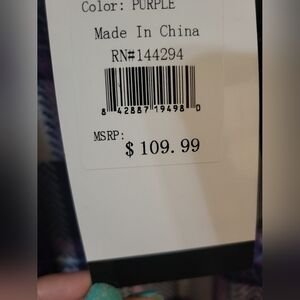 Color: PURPLE
Made In China
RN#144294
8 42887 19498 0
MSRP:
$ 109.99